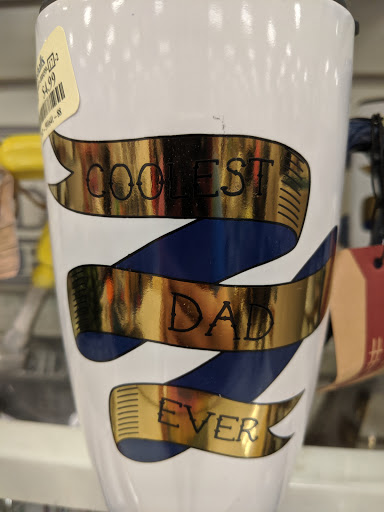 COOLEST
DAD
EVER
4.99
#